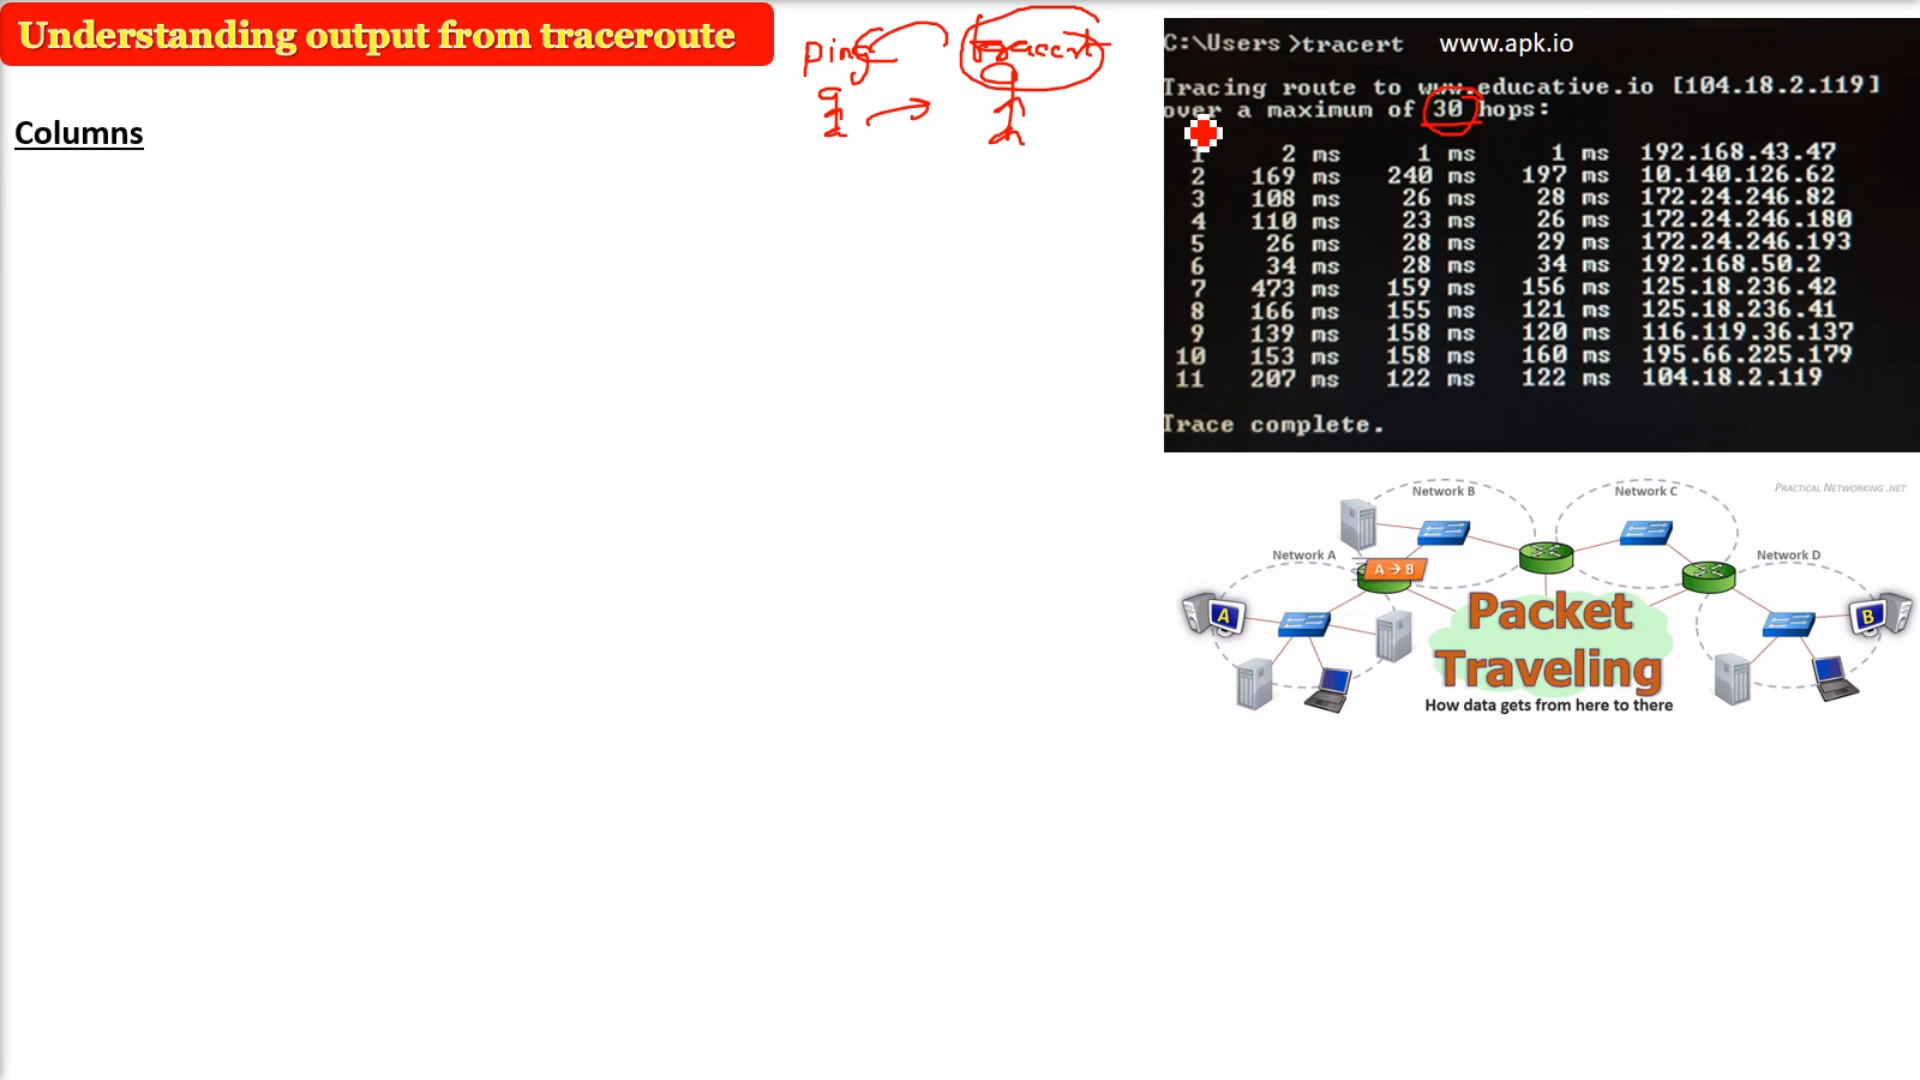 Understanding output from traceroute
ping tracert
Columns
C:\Users >tracert www.apk.io
Tracing route to www.educative.io [104.18.2.119]
over a maximum of 30 hops:
1 2 ms 1 ms 1 ms 192.168.43.47
2 169 ms 240 ms 197 ms 10.140.126.62
3 108 ms 26 ms 28 ms 172.24.246.82
4 110 ms 23 ms 26 ms 172.24.246.180
5 26 ms 28 ms 29 ms 172.24.246.193
6 34 ms 28 ms 34 ms 192.168.50.2
7 473 ms 159 ms 156 ms 125.18.236.42
8 166 ms 155 ms 121 ms 125.18.236.41
9 139 ms 158 ms 120 ms 116.119.36.137
10 153 ms 158 ms 160 ms 195.66.225.179
11 207 ms 122 ms 122 ms 104.18.2.119
Trace complete.
PRACTICAL NETWORKING .NET
Network B Network C
Network A Network D
A → B
A B
Packet
Traveling
How data gets from here to there